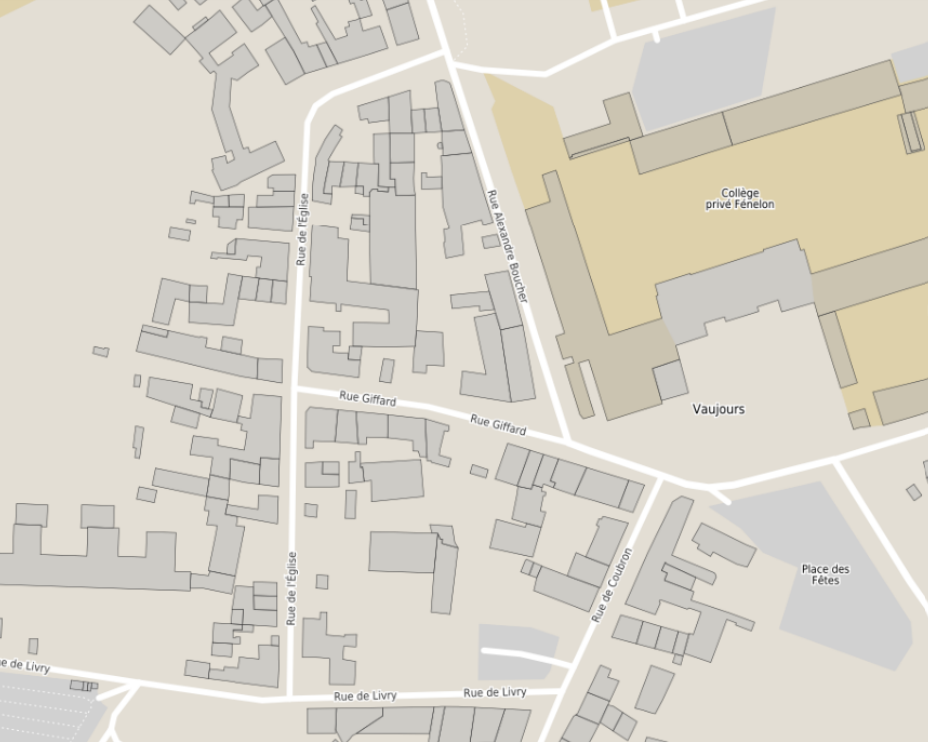 Collège
privé Fénelon
Rue de l'Église
Rue Alexandre Boucher
Rue Giffard
Rue Giffard
Vaujours
Rue de l'Église
Rue de Coubron
Place des
Fêtes
e de Livry
Rue de Livry
Rue de Livry